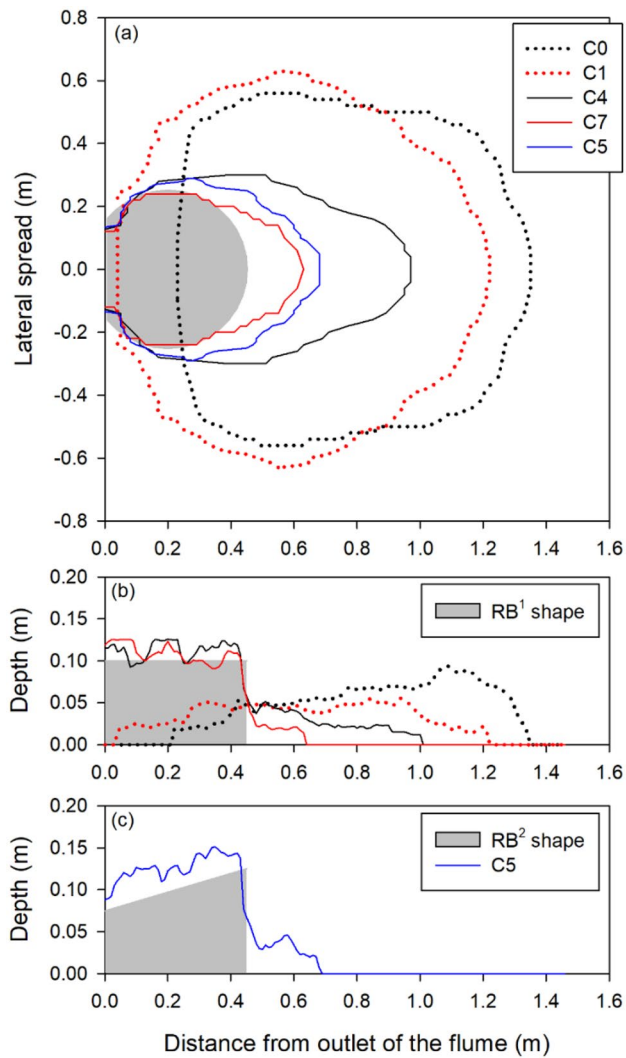 (a)
C0
C1
C4
C7
C5
0.8
0.6
0.4
0.2
0.0
-0.2
-0.4
-0.6
-0.8
Lateral spread (m)
0.0 0.2 0.4 0.6 0.8 1.0 1.2 1.4 1.6
(b)
RB¹ shape
0.20
0.15
0.10
0.05
0.00
Depth (m)
0.0 0.2 0.4 0.6 0.8 1.0 1.2 1.4 1.6
(c)
RB² shape
C5
0.20
0.15
0.10
0.05
0.00
Depth (m)
0.0 0.2 0.4 0.6 0.8 1.0 1.2 1.4 1.6
Distance from outlet of the flume (m)